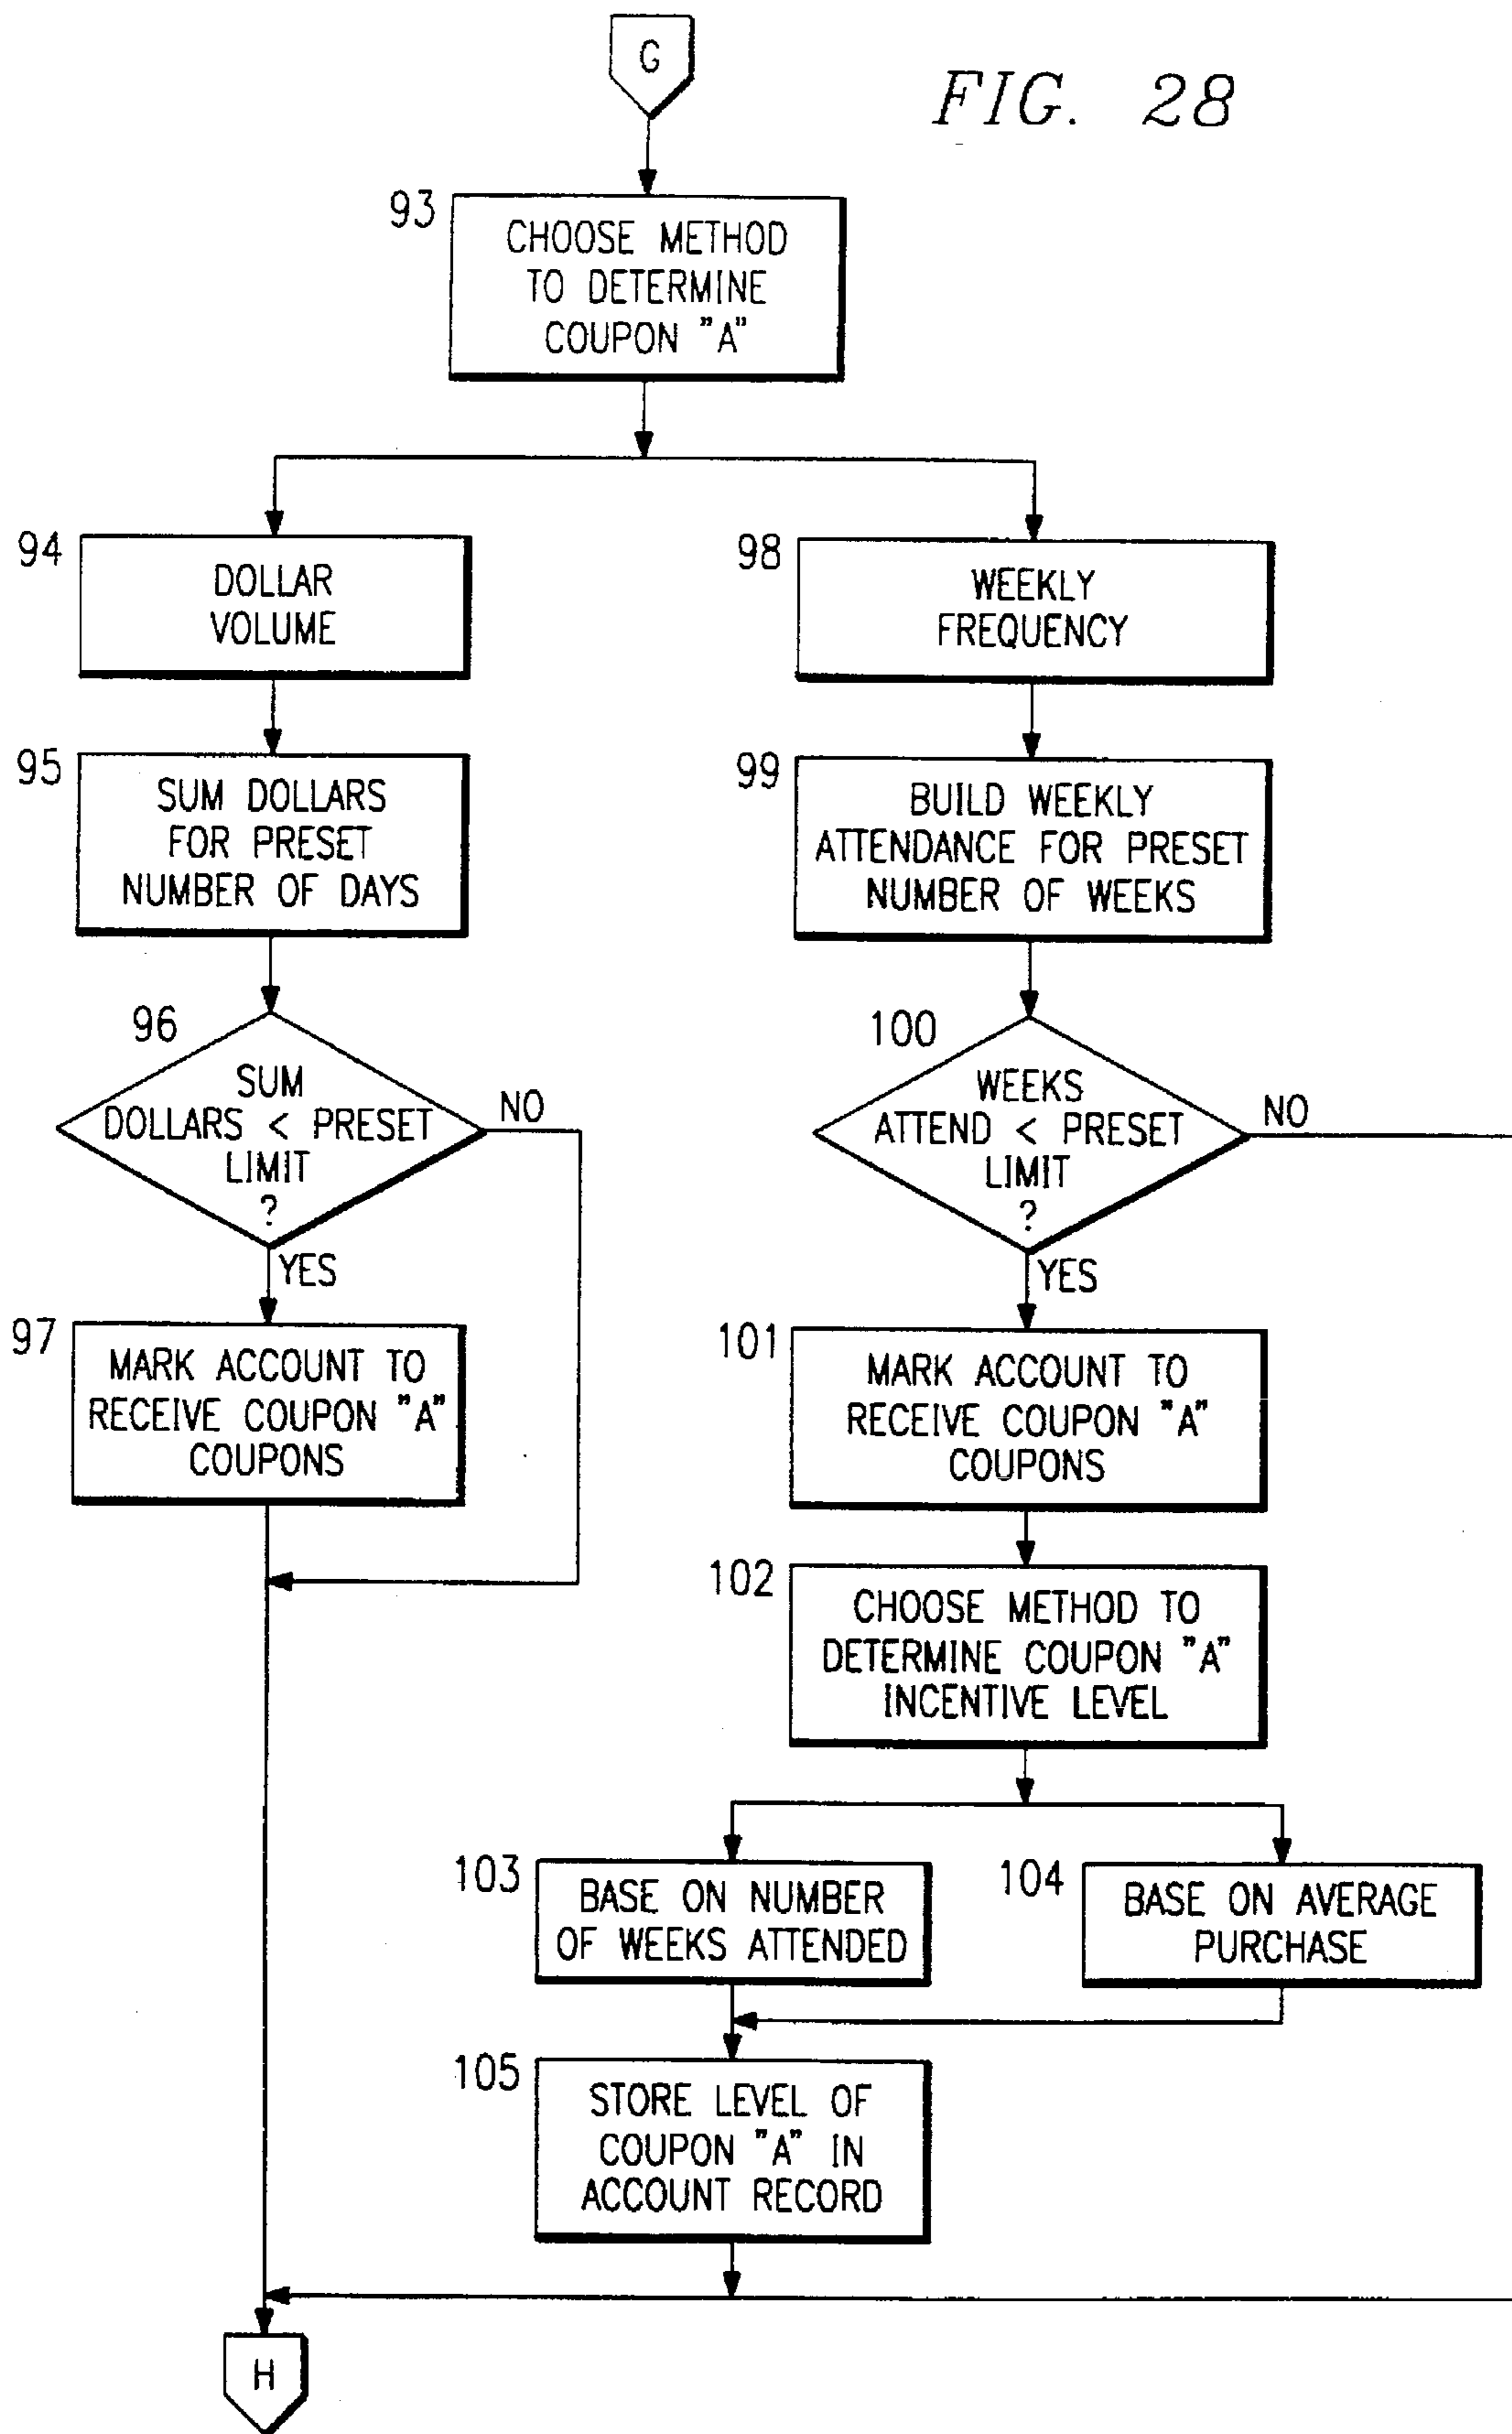 G
FIG. 28
93
CHOOSE METHOD
TO DETERMINE
COUPON "A"
94
DOLLAR
VOLUME
95
SUM DOLLARS
FOR PRESET
NUMBER OF DAYS
96
SUM
DOLLARS < PRESET
LIMIT
?
NO
YES
97
MARK ACCOUNT TO
RECEIVE COUPON "A"
COUPONS
98
WEEKLY
FREQUENCY
99
BUILD WEEKLY
ATTENDANCE FOR PRESET
NUMBER OF WEEKS
100
WEEKS
ATTEND < PRESET
LIMIT
?
NO
YES
101
MARK ACCOUNT TO
RECEIVE COUPON "A"
COUPONS
102
CHOOSE METHOD TO
DETERMINE COUPON "A"
INCENTIVE LEVEL
103
BASE ON NUMBER
OF WEEKS ATTENDED
104
BASE ON AVERAGE
PURCHASE
105
STORE LEVEL OF
COUPON "A" IN
ACCOUNT RECORD
H